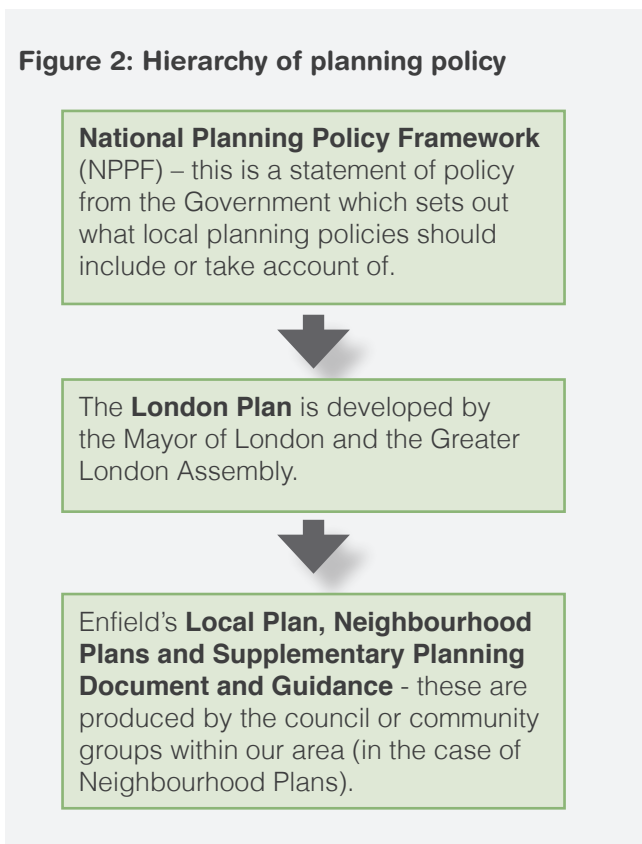 Figure 2: Hierarchy of planning policy
National Planning Policy Framework
(NPPF) – this is a statement of policy
from the Government which sets out
what local planning policies should
include or take account of.
The London Plan is developed by
the Mayor of London and the Greater
London Assembly.
Enfield’s Local Plan, Neighbourhood
Plans and Supplementary Planning
Document and Guidance - these are
produced by the council or community
groups within our area (in the case of
Neighbourhood Plans).